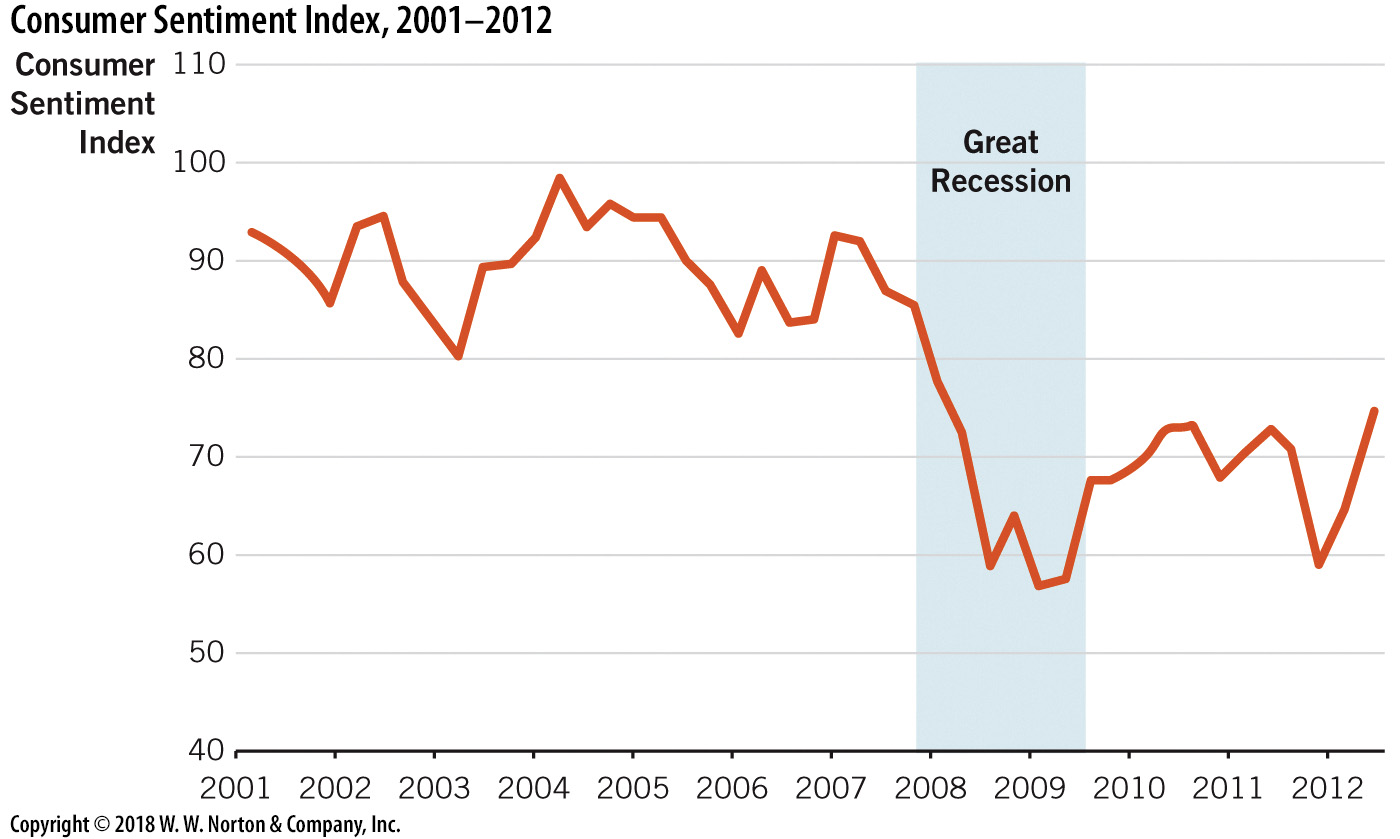 Consumer Sentiment Index, 2001–2012
Consumer
Sentiment
Index
110
100
90
80
70
60
50
40
Great
Recession
2001 2002 2003 2004 2005 2006 2007 2008 2009 2010 2011 2012
Copyright © 2018 W. W. Norton & Company, Inc.